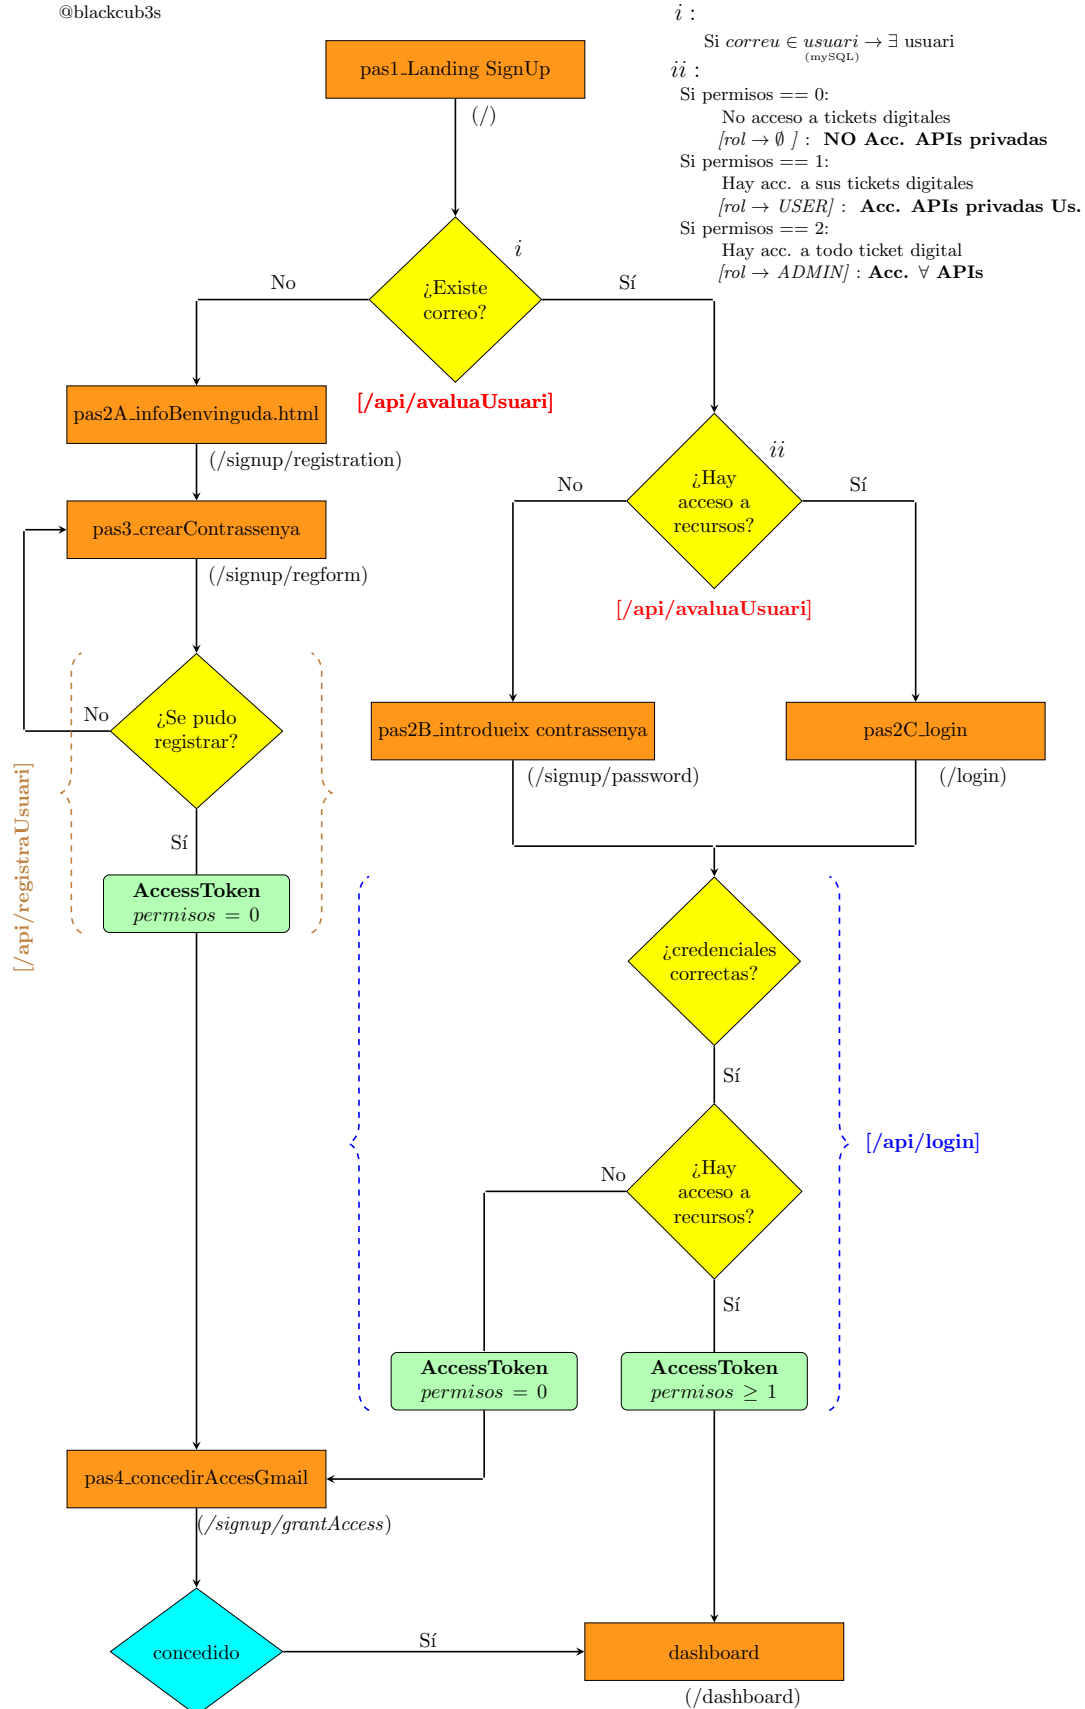 @blackcub3s
i :
Si correu ∈ usuari → ∃ usuari
(mySQL)
ii :
Si permisos == 0:
No acceso a tickets digitales
[rol → ∅ ] : NO Acc. APIs privadas
Si permisos == 1:
Hay acc. a sus tickets digitales
[rol → USER] : Acc. APIs privadas Us.
Si permisos == 2:
Hay acc. a todo ticket digital
[rol → ADMIN] : Acc. ∀ APIs
pas1_Landing SignUp
(/)
i
¿Existe
correo?
No
Sí
[/api/avaluaUsuari]
pas2A_infoBenvinguda.html
(/signup/registration)
ii
¿Hay
acceso a
recursos?
No
Sí
[/api/avaluaUsuari]
pas3_crearContrassenya
(/signup/regform)
¿Se pudo
registrar?
No
Sí
[/api/registraUsuari]
AccessToken
permisos = 0
pas2B_introdueix contrassenya
(/signup/password)
pas2C_login
(/login)
¿credenciales
correctas?
Sí
[/api/login]
¿Hay
acceso a
recursos?
No
Sí
AccessToken
permisos = 0
AccessToken
permisos ≥ 1
pas4_concedirAccesGmail
(/signup/grantAccess)
concedido
Sí
dashboard
(/dashboard)